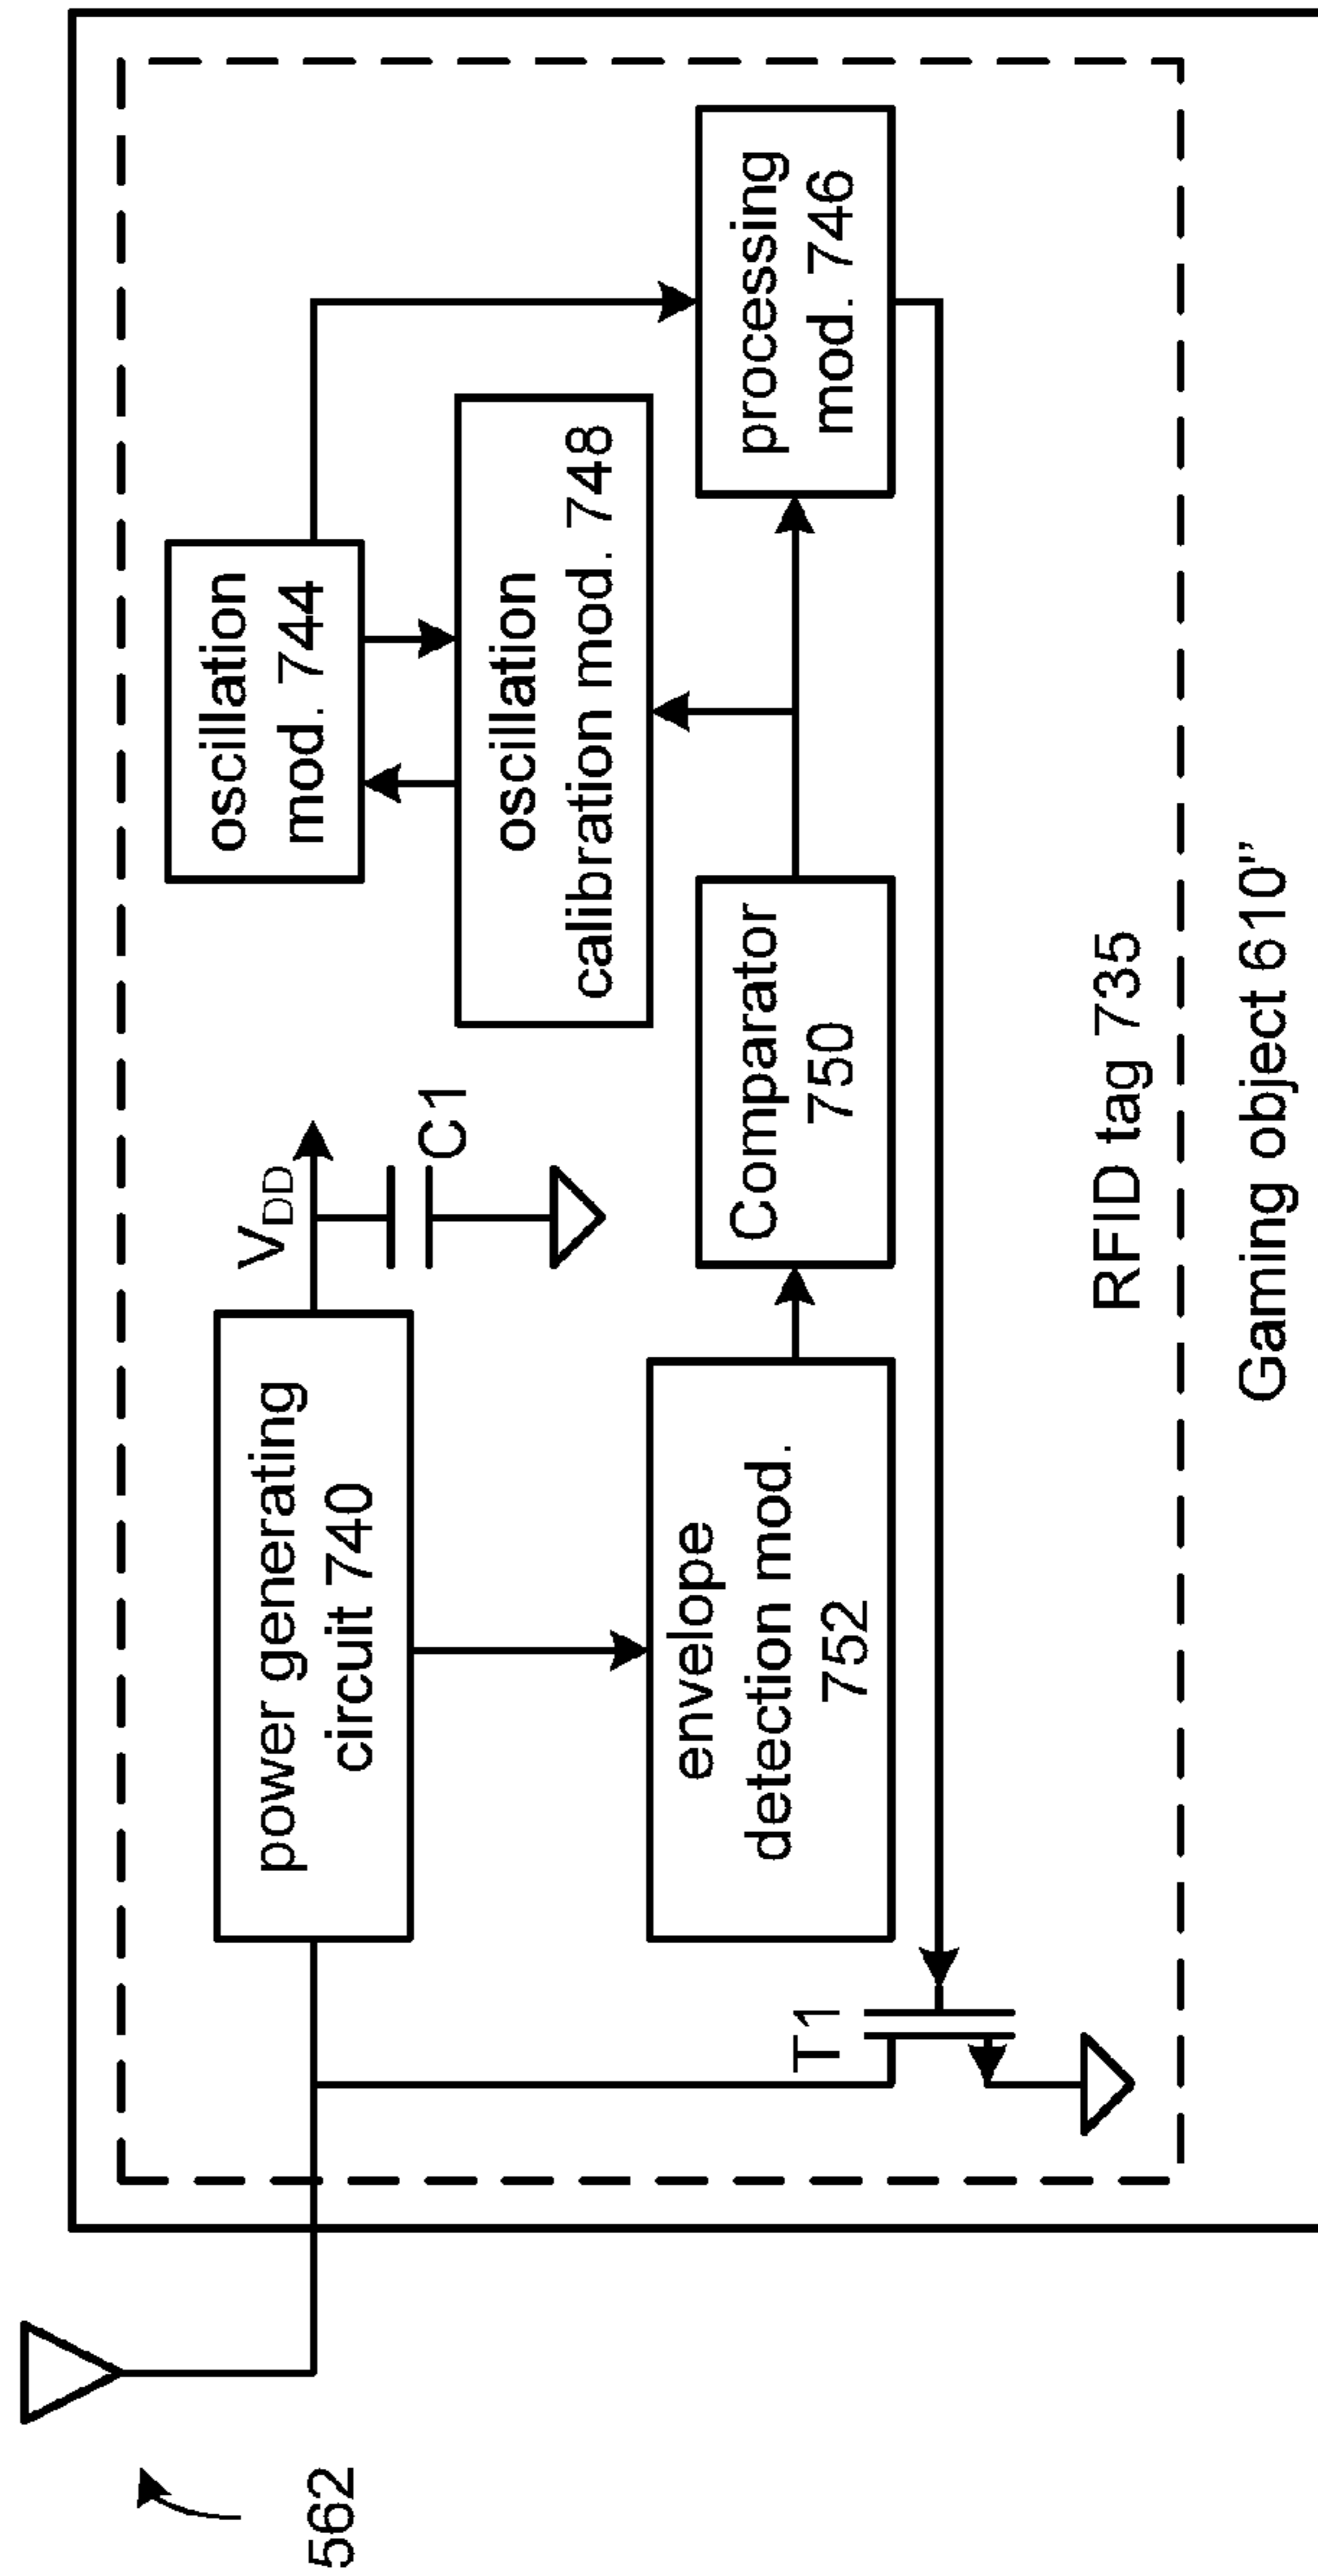 562
power generating
circuit 740
VDD
C1
oscillation
mod. 744
oscillation
calibration mod. 748
envelope
detection mod.
752
Comparator
750
processing
mod. 746
T1
RFID tag 735
Gaming object 610”